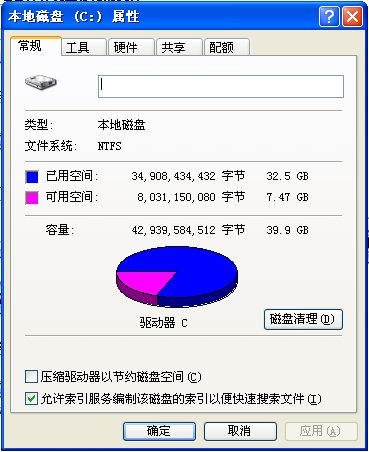 本地磁盘 (C:) 属性
常规 工具 硬件 共享 配额
类型: 本地磁盘
文件系统: NTFS
已用空间: 34,908,434,432 字节 32.5 GB
可用空间: 8,031,150,080 字节 7.47 GB
容量: 42,939,584,512 字节 39.9 GB
驱动器 C
磁盘清理(D)
压缩驱动器以节约磁盘空间(C)
允许索引服务编制该磁盘的索引以便快速搜索文件(I)
确定 取消 应用(A)